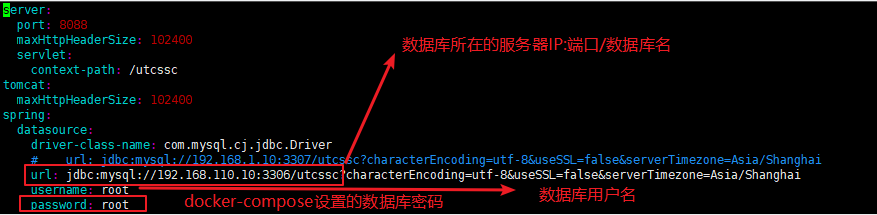 server:
port: 8088
maxHttpHeaderSize: 102400
servlet:
context-path: /utcssc
tomcat:
maxHttpHeaderSize: 102400
spring:
datasource:
driver-class-name: com.mysql.cj.jdbc.Driver
# url: jdbc:mysql://192.168.1.10:3307/utcssc?characterEncoding=utf-8&useSSL=false&serverTimezone=Asia/Shanghai
url: jdbc:mysql://192.168.110.10:3306/utcssc?characterEncoding=utf-8&useSSL=false&serverTimezone=Asia/Shanghai
username: root
password: root
数据库所在的服务器IP:端口/数据库名
数据库用户名
docker-compose设置的数据库密码